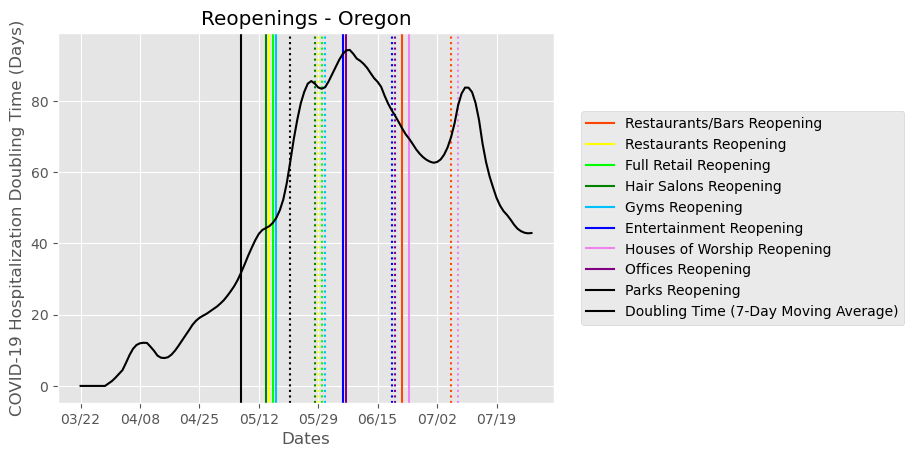 Reopenings - Oregon
COVID-19 Hospitalization Doubling Time (Days)
80
60
40
20
0
03/22 04/08 04/25 05/12 05/29 06/15 07/02 07/19
Dates
Restaurants/Bars Reopening
Restaurants Reopening
Full Retail Reopening
Hair Salons Reopening
Gyms Reopening
Entertainment Reopening
Houses of Worship Reopening
Offices Reopening
Parks Reopening
Doubling Time (7-Day Moving Average)